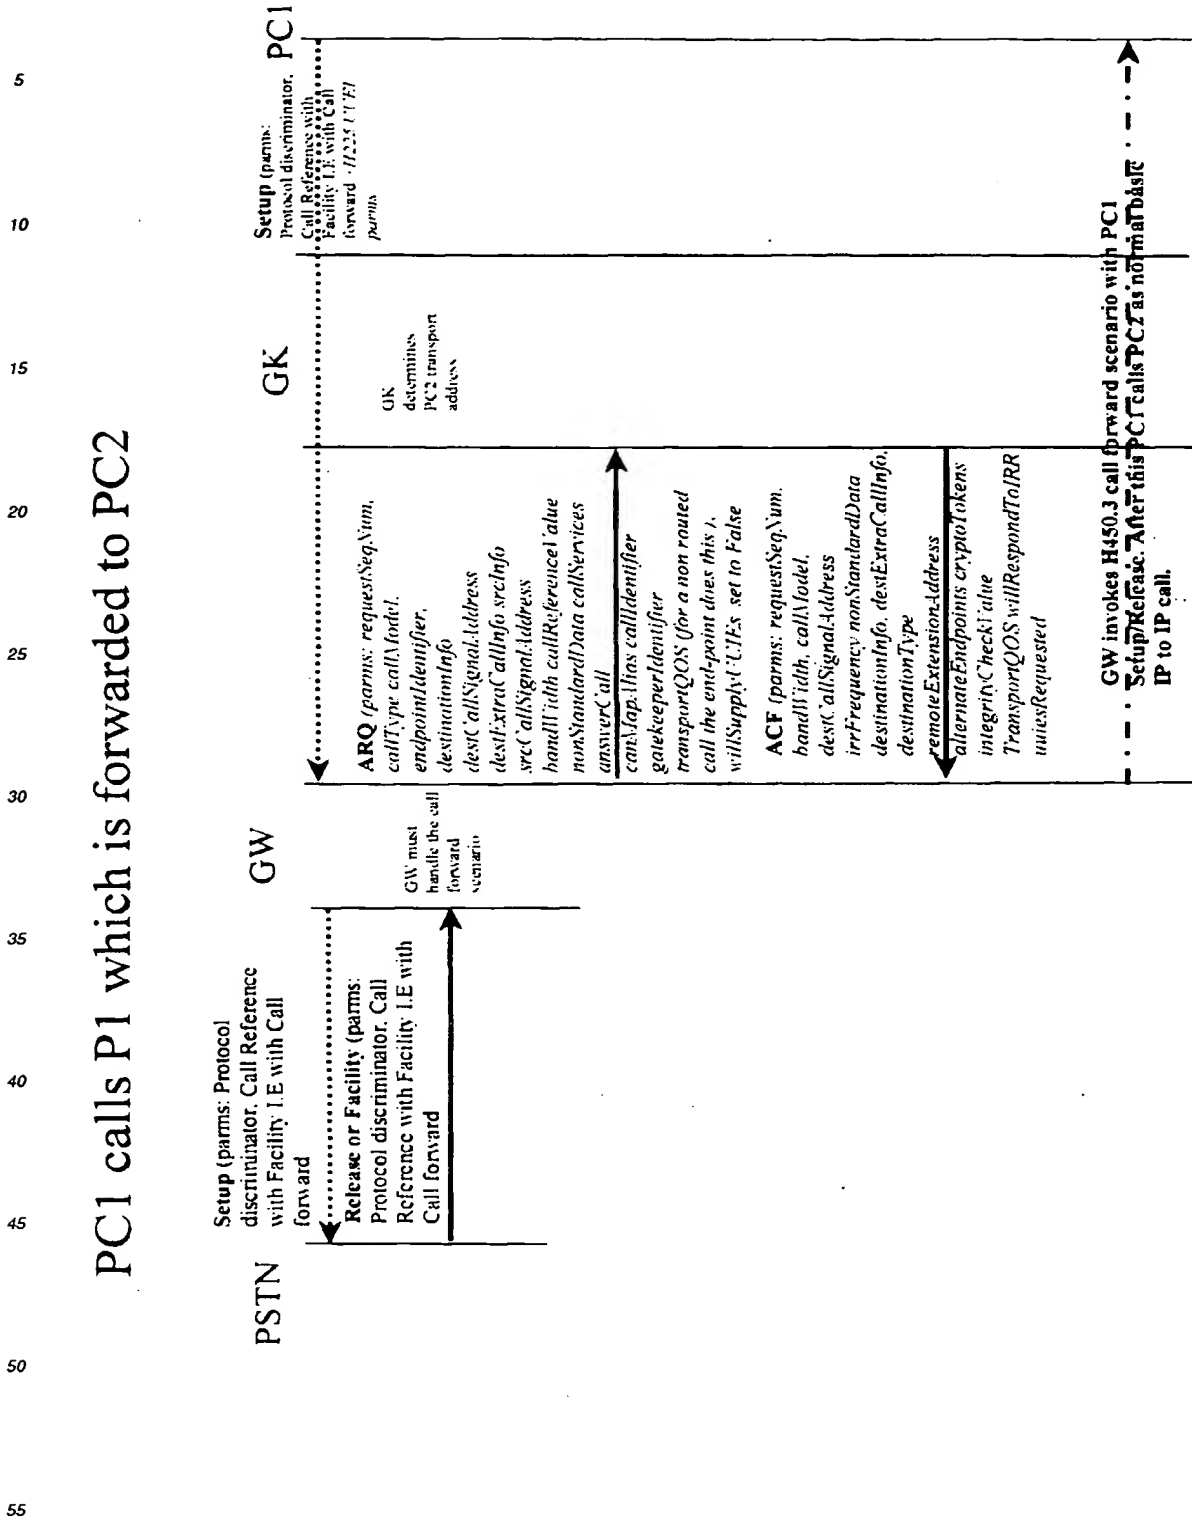 PC1 calls P1 which is forwarded to PC2
PSTN
GW
GK
PC1
Setup (parms: Protocol
discriminator. Call Reference
with Facility I.E with Call
forward
Release or Facility (parms:
Protocol discriminator. Call
Reference with Facility I.E with
Call forward
GW must
handle the call
forward
scenario
ARQ (parms: requestSeqNum,
callType callModel.
endpointIdentifier,
destinationInfo
destCallSignalAddress
destExtraCallInfo srcInfo
srcCallSignalAddress
bandWidth callReferenceValue
nonStandardData callServices
answerCall
canMapAlias callIdentifier
gatekeeperIdentifier
transportQOS (for a non routed
call the end-point does this ),
willSupplyUUIEs set to False
ACF (parms: requestSeqNum.
bandWidth, callModel,
destCallSignalAddress
irrFrequency nonStandardData
destinationInfo, destExtraCallInfo,
destinationType
remoteExtensionAddress
alternateEndpoints cryptoTokens
integrityCheckValue
TransportQOS willRespondToIRR
uuiesRequested
GK
determines
PC2 transport
address
Setup (parms:
Protocol discriminator.
Call Reference with
Facility I.E with Call
forward
parms
GW invokes H450.3 call forward scenario with PC1
Setup/Release. After this PC1 calls PC2 as normal basic
IP to IP call.
5
10
15
20
25
30
35
40
45
50
55